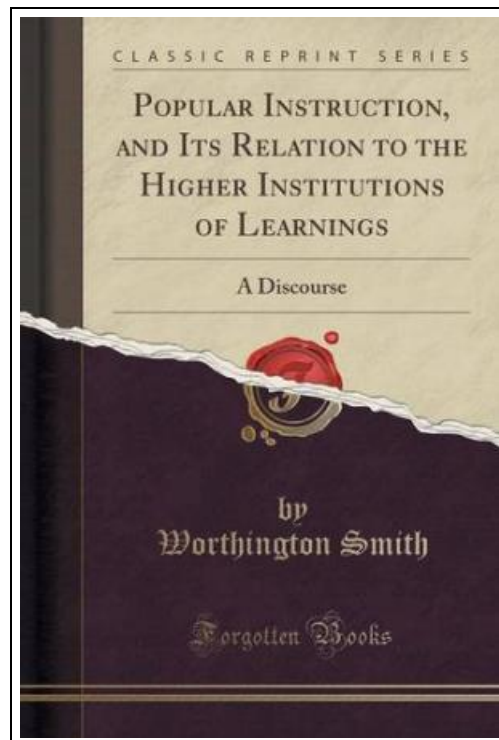 CLASSIC REPRINT SERIES
POPULAR INSTRUCTION,
AND ITS RELATION TO THE
HIGHER INSTITUTIONS
OF LEARNINGS
A Discourse
by
Worthington Smith
Forgotten Books